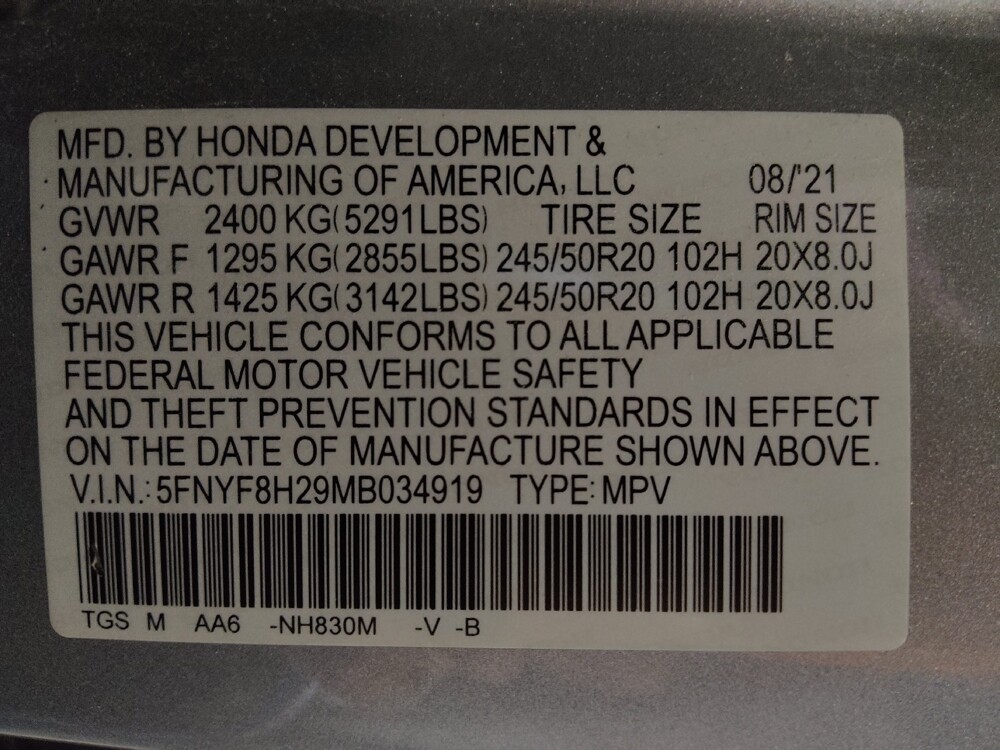 MFD. BY HONDA DEVELOPMENT &
MANUFACTURING OF AMERICA, LLC 08/'21
GVWR 2400 KG(5291LBS) TIRE SIZE RIM SIZE
GAWR F 1295 KG(2855LBS) 245/50R20 102H 20X8.0J
GAWR R 1425 KG(3142LBS) 245/50R20 102H 20X8.0J
THIS VEHICLE CONFORMS TO ALL APPLICABLE
FEDERAL MOTOR VEHICLE SAFETY
AND THEFT PREVENTION STANDARDS IN EFFECT
ON THE DATE OF MANUFACTURE SHOWN ABOVE.
V.I.N.: 5FNYF8H29MB034919 TYPE: MPV
TGS M AA6 -NH830M -V -B